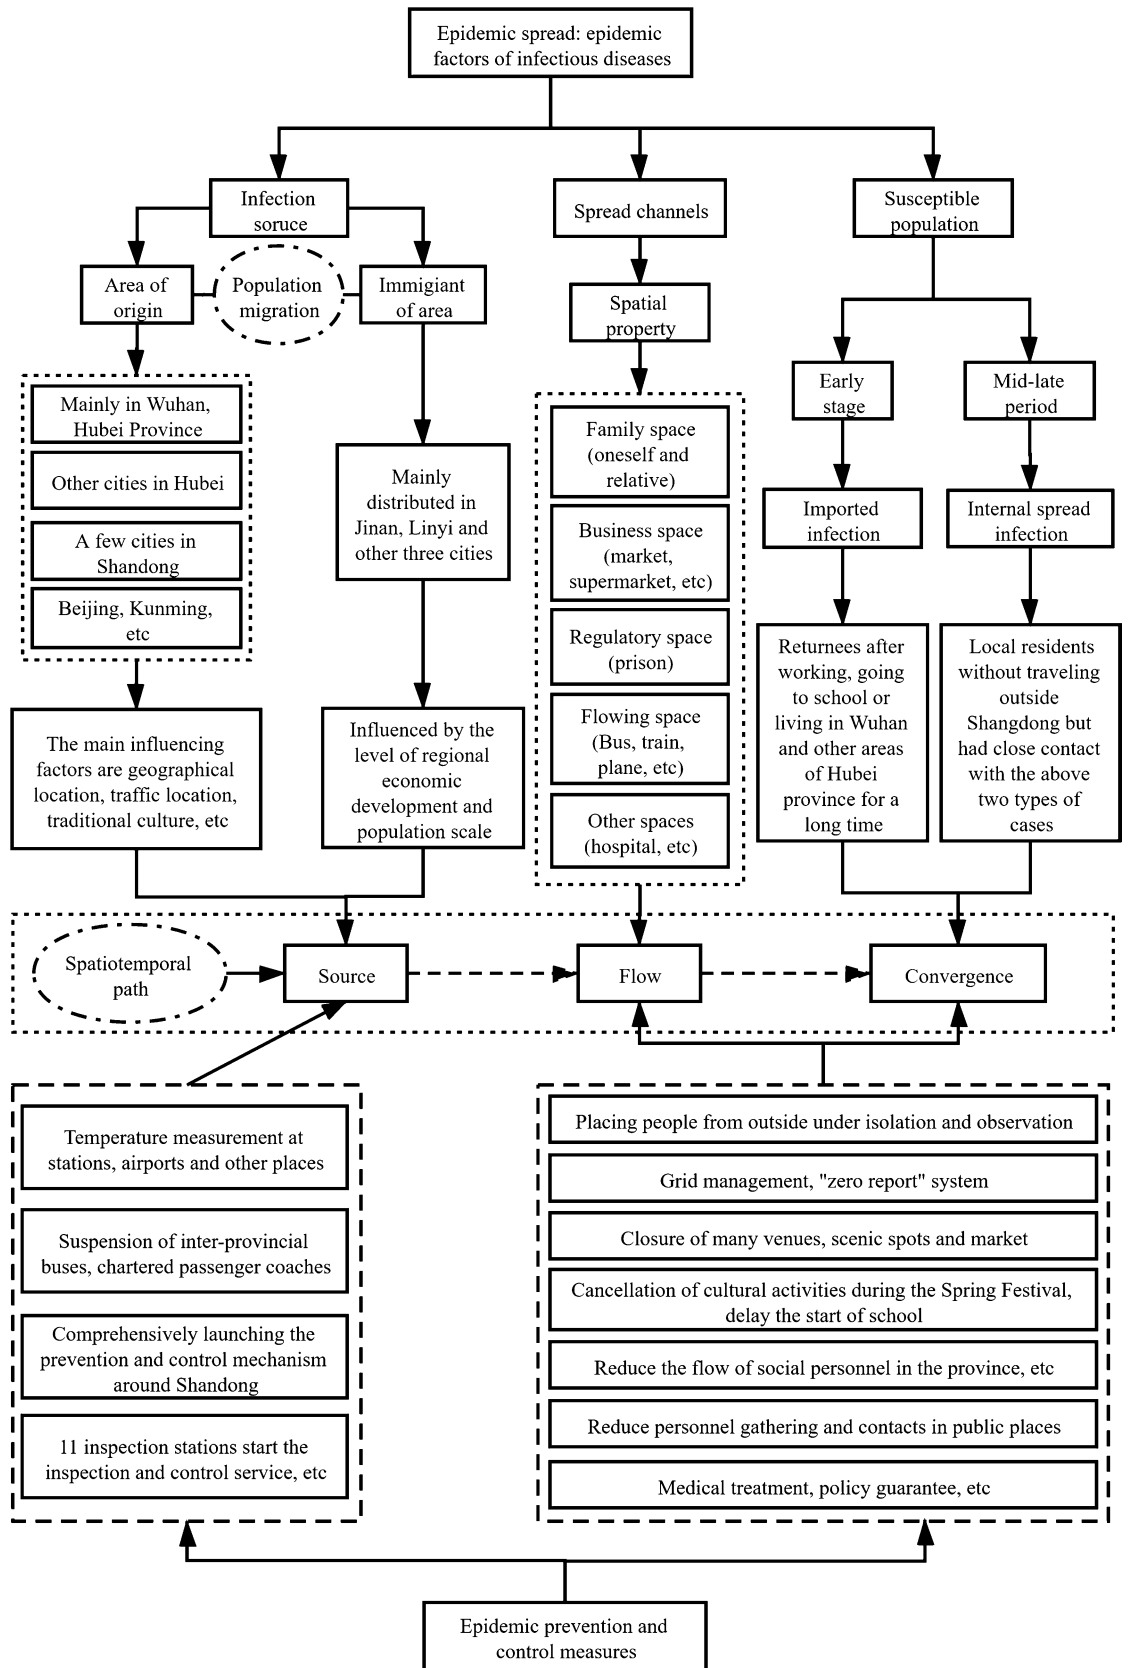 Epidemic spread: epidemic
factors of infectious diseases
Infection
soruce
Spread channels
Susceptible
population
Area of
origin
Population
migration
Immigiant
of area
Spatial
property
Early
stage
Mid-late
period
Mainly in Wuhan,
Hubei Province
Other cities in Hubei
A few cities in
Shandong
Beijing, Kunming,
etc
Mainly
distributed in
Jinan, Linyi and
other three cities
Family space
(oneself and
relative)
Business space
(market,
supermarket, etc)
Regulatory space
(prison)
Flowing space
(Bus, train,
plane, etc)
Other spaces
(hospital, etc)
Imported
infection
Internal spread
infection
The main influencing
factors are geographical
location, traffic location,
traditional culture, etc
Influenced by the
level of regional
economic
development and
population scale
Returnees after
working, going
to school or
living in Wuhan
and other areas
of Hubei
province for a
long time
Local residents
without traveling
outside
Shangdong but
had close contact
with the above
two types of
cases
Spatiotemporal
path
Source
Flow
Convergence
Temperature measurement at
stations, airports and other places
Suspension of inter-provincial
buses, chartered passenger coaches
Comprehensively launching the
prevention and control mechanism
around Shandong
11 inspection stations start the
inspection and control service, etc
Placing people from outside under isolation and observation
Grid management, "zero report" system
Closure of many venues, scenic spots and market
Cancellation of cultural activities during the Spring Festival,
delay the start of school
Reduce the flow of social personnel in the province, etc
Reduce personnel gathering and contacts in public places
Medical treatment, policy guarantee, etc
Epidemic prevention and
control measures